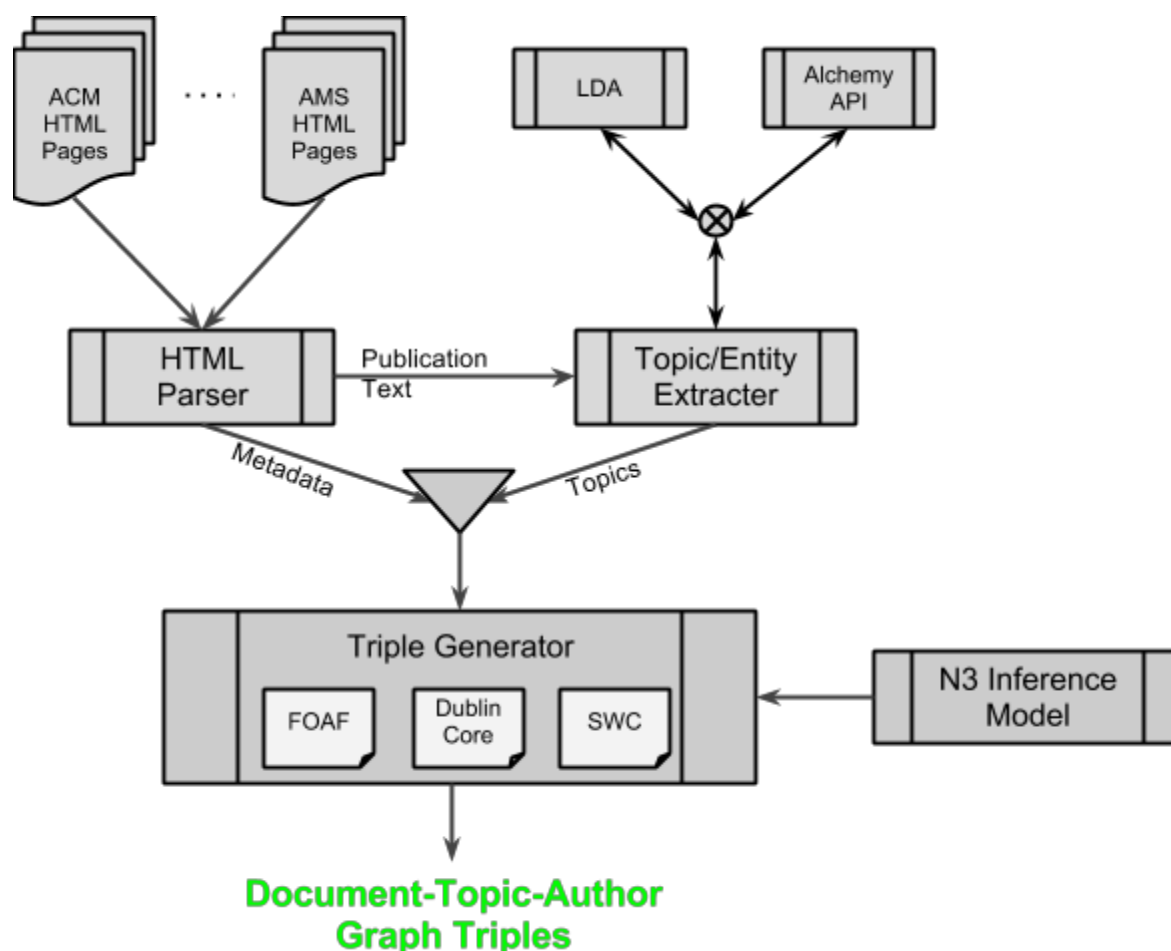 ACM
HTML
Pages
. . . .
AMS
HTML
Pages
LDA
Alchemy
API
HTML
Parser
Publication
Text
Topic/Entity
Extracter
Metadata
Topics
Triple Generator
FOAF
Dublin
Core
SWC
N3 Inference
Model
Document-Topic-Author
Graph Triples